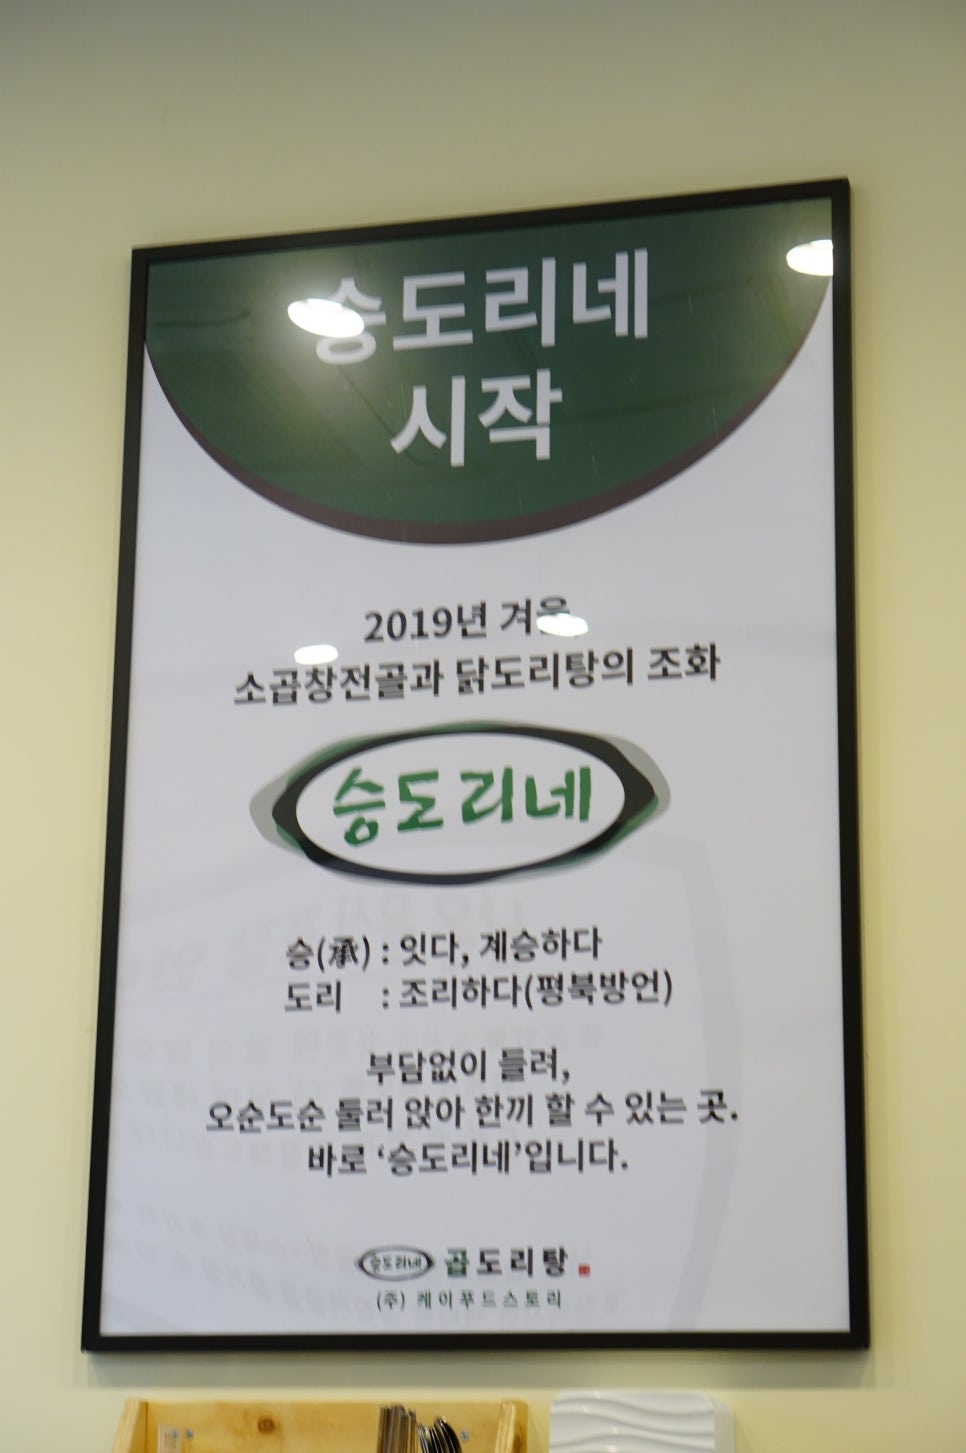 승도리네
시작
2019년 겨울,
소곱창전골과 닭도리탕의 조화
승도리네
승(承) : 잇다, 계승하다
도리 : 조리하다(평북방언)
부담없이 들려,
오순도순 둘러 앉아 한끼 할 수 있는 곳.
바로 ‘승도리네’입니다.
승도리네 곱도리탕
(주) 케이푸드스토리